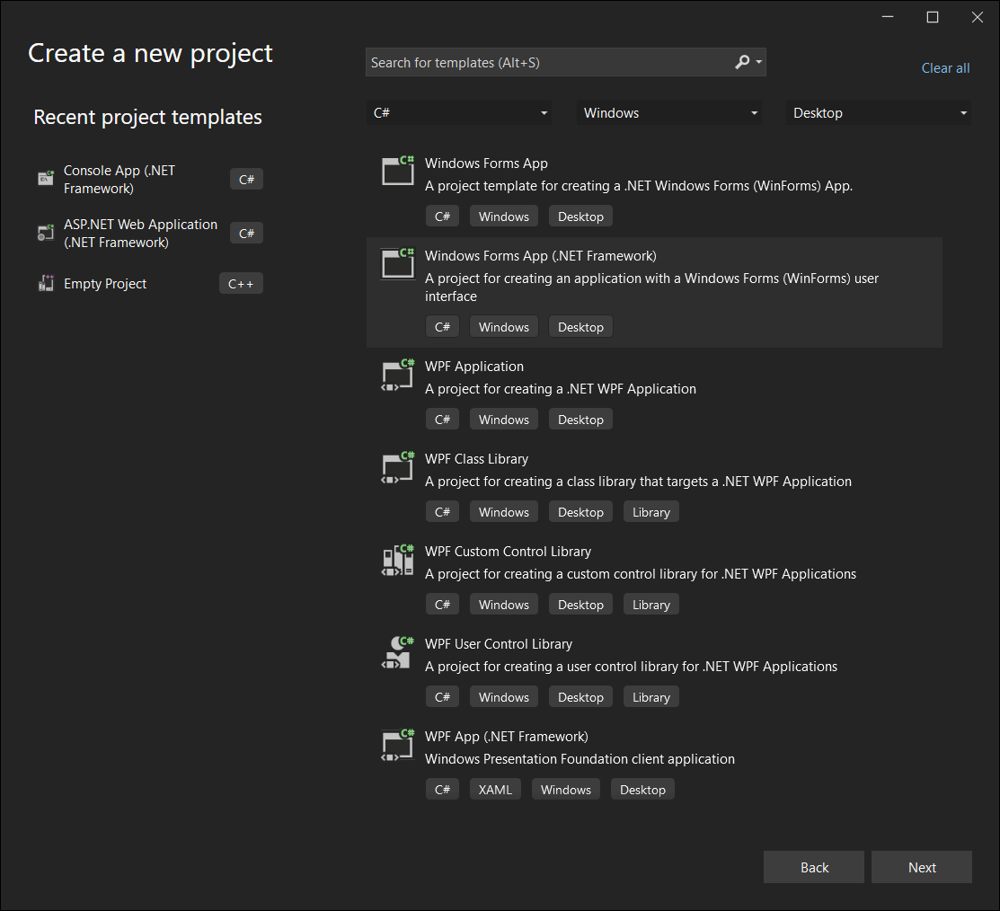 Create a new project
Search for templates (Alt+S)
Clear all
Recent project templates
C#
Windows
Desktop
Console App (.NET
Framework)
C#
ASP.NET Web Application
(.NET Framework)
C#
Empty Project
C++
Windows Forms App
A project template for creating a .NET Windows Forms (WinForms) App.
C# Windows Desktop
Windows Forms App (.NET Framework)
A project for creating an application with a Windows Forms (WinForms) user
interface
C# Windows Desktop
WPF Application
A project for creating a .NET WPF Application
C# Windows Desktop
WPF Class Library
A project for creating a class library that targets a .NET WPF Application
C# Windows Desktop Library
WPF Custom Control Library
A project for creating a custom control library for .NET WPF Applications
C# Windows Desktop Library
WPF User Control Library
A project for creating a user control library for .NET WPF Applications
C# Windows Desktop Library
WPF App (.NET Framework)
Windows Presentation Foundation client application
C# XAML Windows Desktop
Back
Next